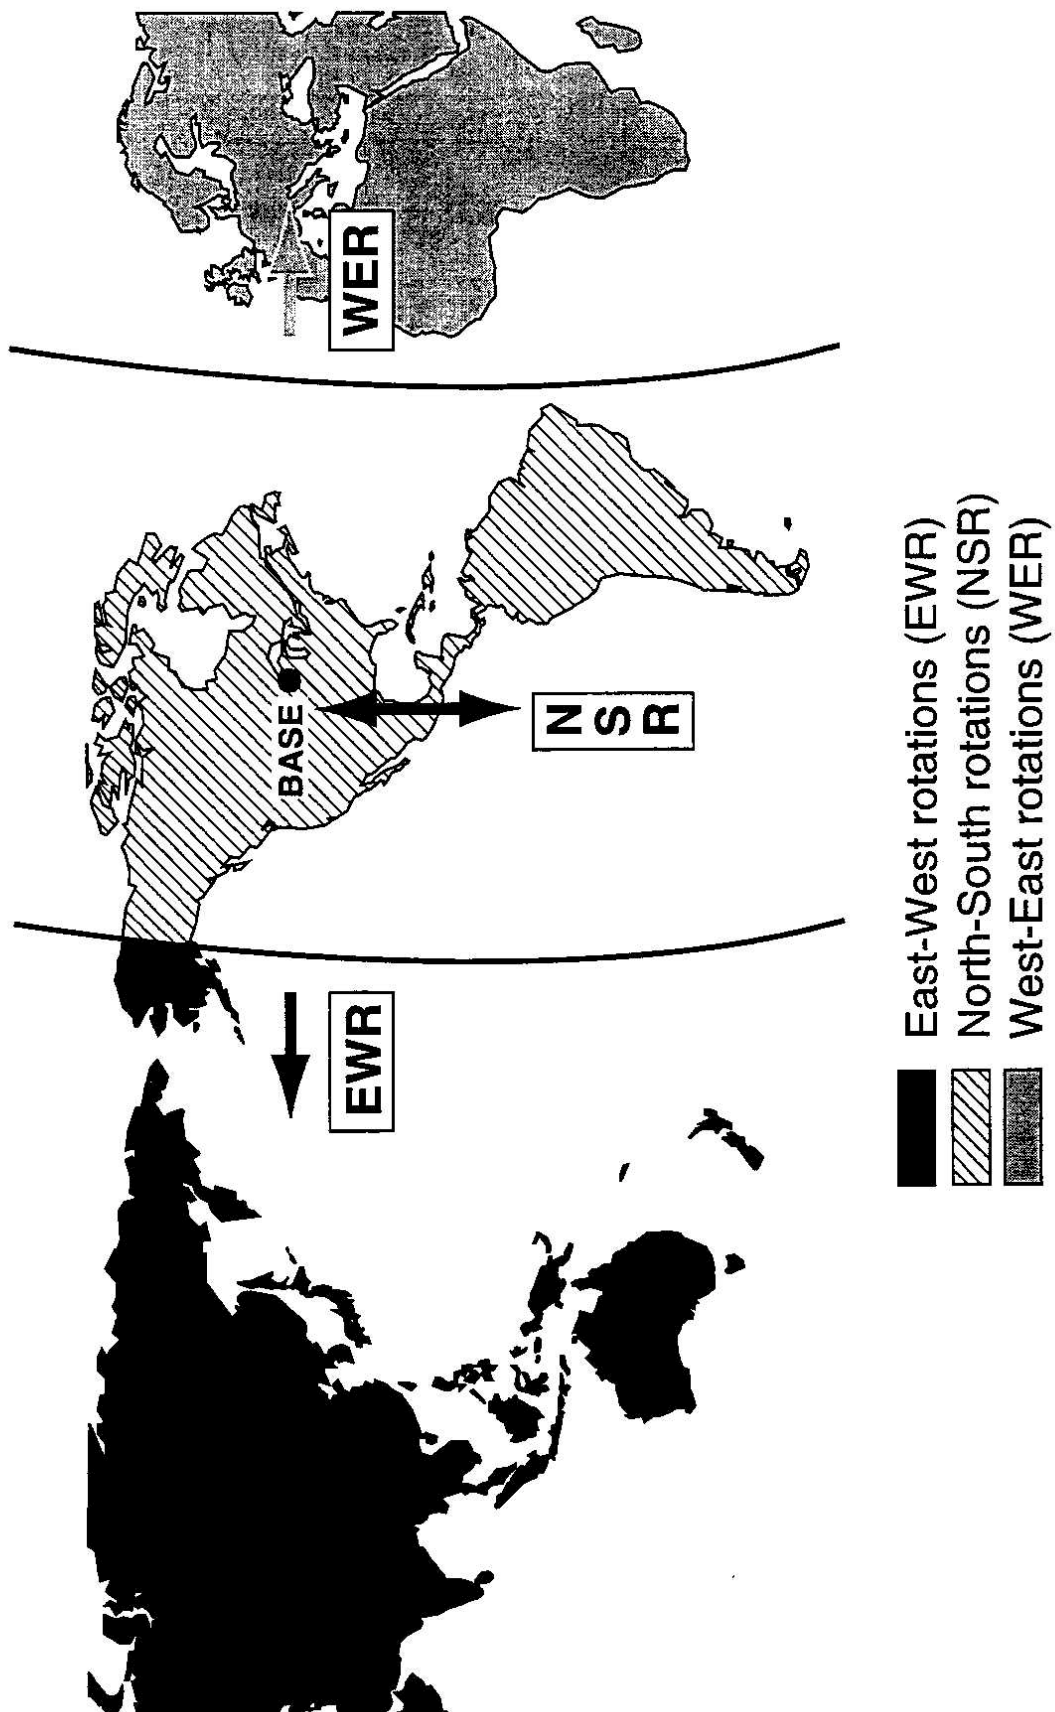 EWR
BASE
N
S
R
WER
East-West rotations (EWR)
North-South rotations (NSR)
West-East rotations (WER)